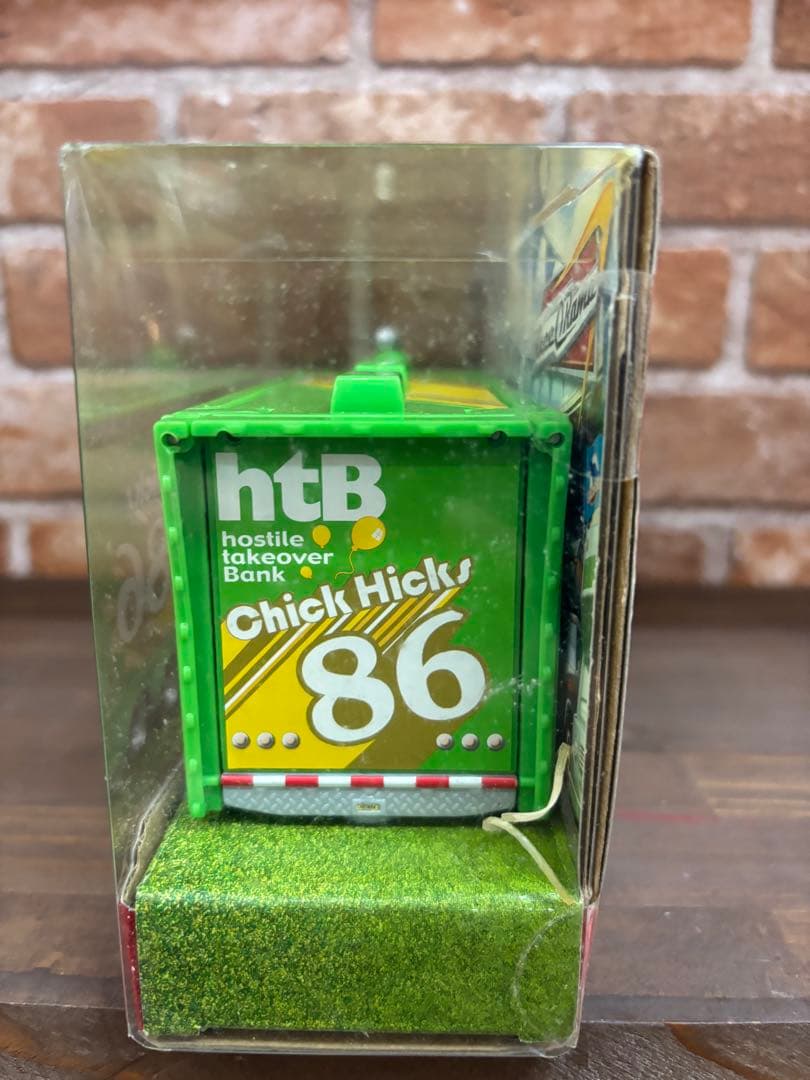 htB
hostile
takeover
Bank
Chick Hicks
86